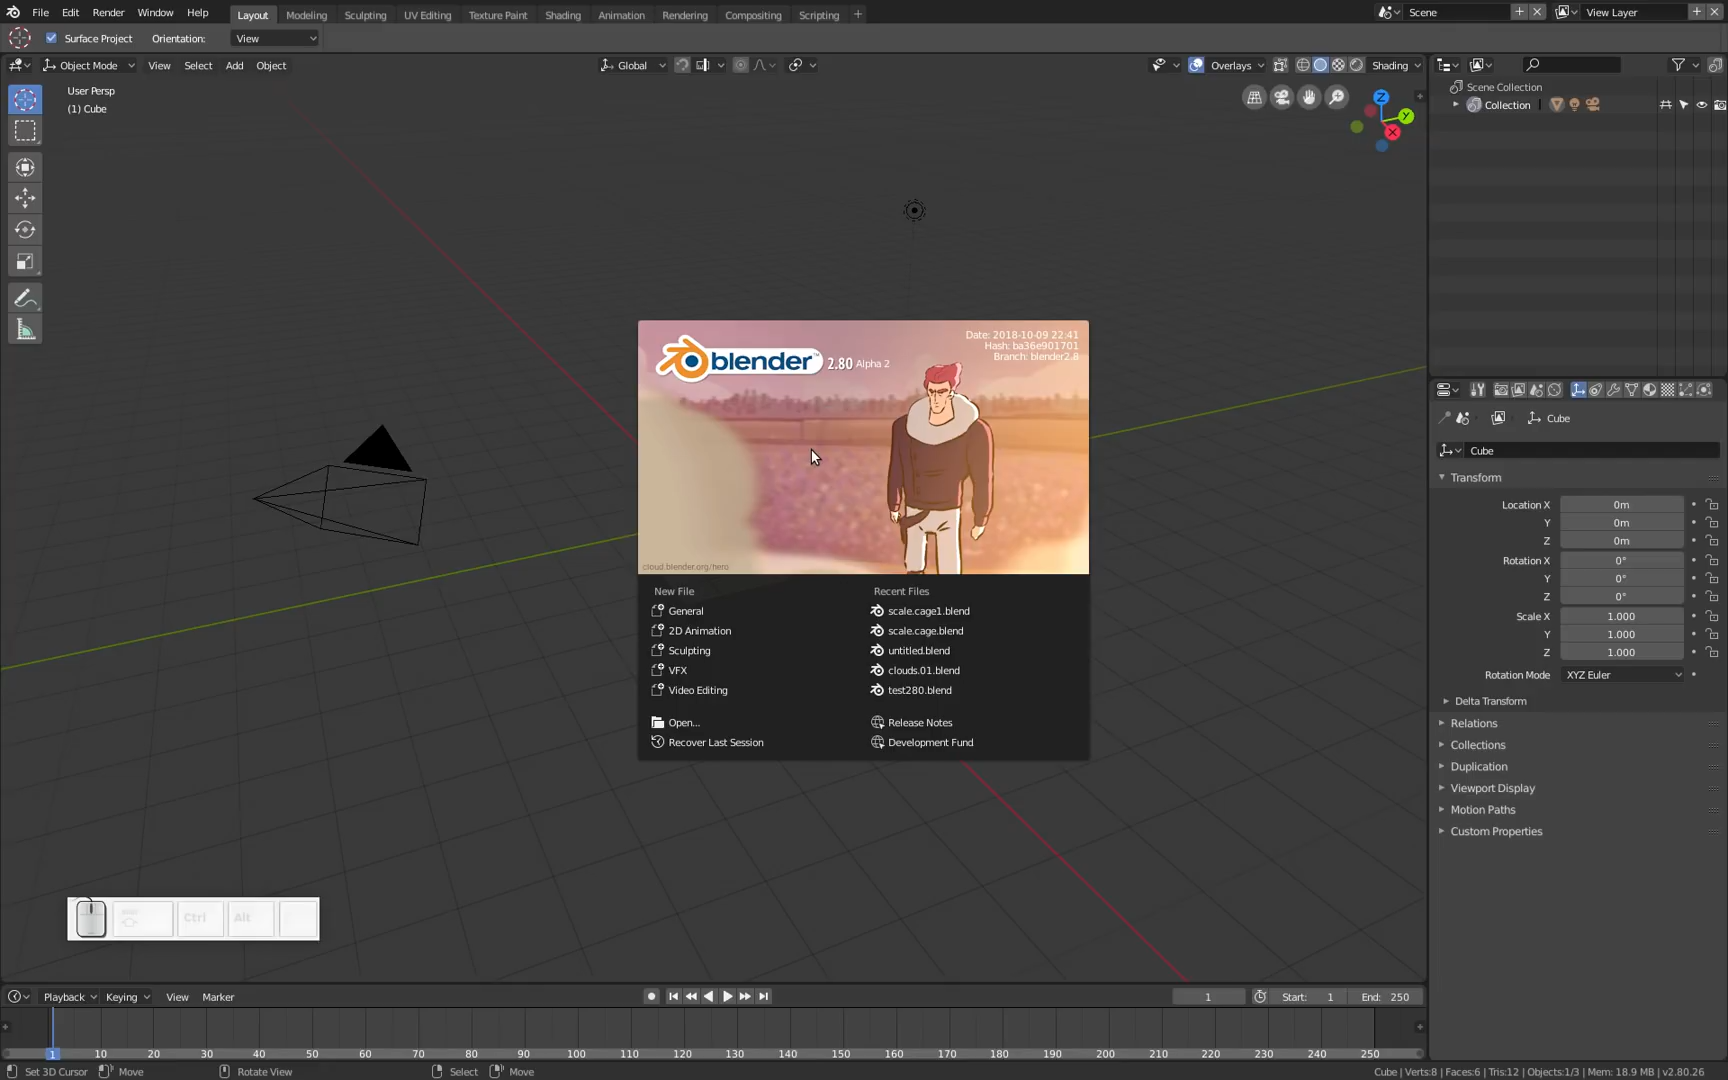 File Edit Render Window Help Layout Modeling Sculpting UV Editing Texture Paint Shading Animation Rendering Compositing Scripting + Scene View Layer
Surface Project Orientation: View
Object Mode View Select Add Object Global Overlays Shading
User Persp
(1) Cube
Z
Y
X
Scene Collection
Collection
blender™ 2.80 Alpha 2
Date: 2018-10-09 22:41
Hash: ba36e901701
Branch: blender2.8
cloud.blender.org/hero
New File
General
2D Animation
Sculpting
VFX
Video Editing
Open...
Recover Last Session
Recent Files
scale.cage1.blend
scale.cage.blend
untitled.blend
clouds.01.blend
test280.blend
Release Notes
Development Fund
Cube
Cube
Transform
Location X 0m
Y 0m
Z 0m
Rotation X 0°
Y 0°
Z 0°
Scale X 1.000
Y 1.000
Z 1.000
Rotation Mode XYZ Euler
Delta Transform
Relations
Collections
Duplication
Viewport Display
Motion Paths
Custom Properties
Ctrl Alt
Playback Keying View Marker 1 Start: 1 End: 250
1 10 20 30 40 50 60 70 80 90 100 110 120 130 140 150 160 170 180 190 200 210 220 230 240 250
Set 3D Cursor Move Rotate View Select Move Cube | Verts:8 | Faces:6 | Tris:12 | Objects:1/3 | Mem: 18.9 MB | v2.80.26